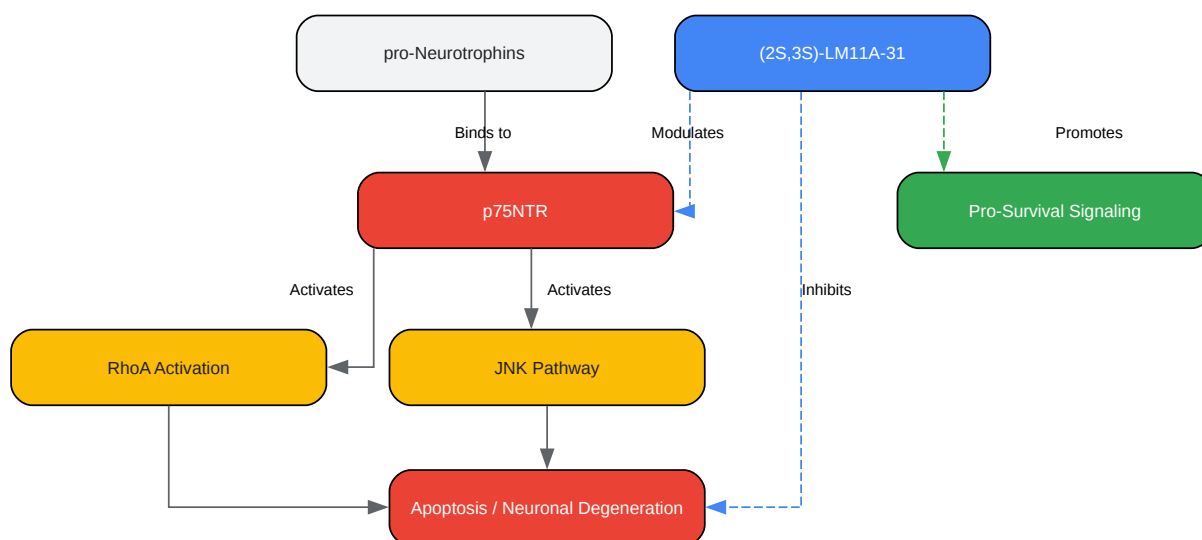 pro-Neurotrophins
(2S,3S)-LM11A-31
Binds to
Modulates
Promotes
p75NTR
Pro-Survival Signaling
Activates
Activates
Inhibits
RhoA Activation
JNK Pathway
Apoptosis / Neuronal Degeneration